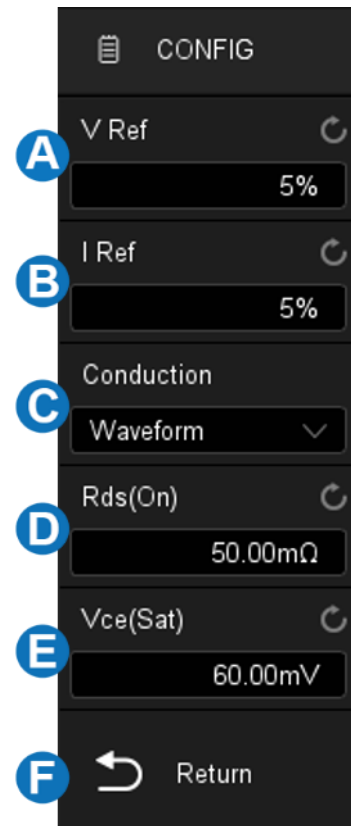 CONFIG
A
V Ref
5%
B
I Ref
5%
C
Conduction
Waveform
D
Rds(On)
50.00mΩ
E
Vce(Sat)
60.00mV
F
Return